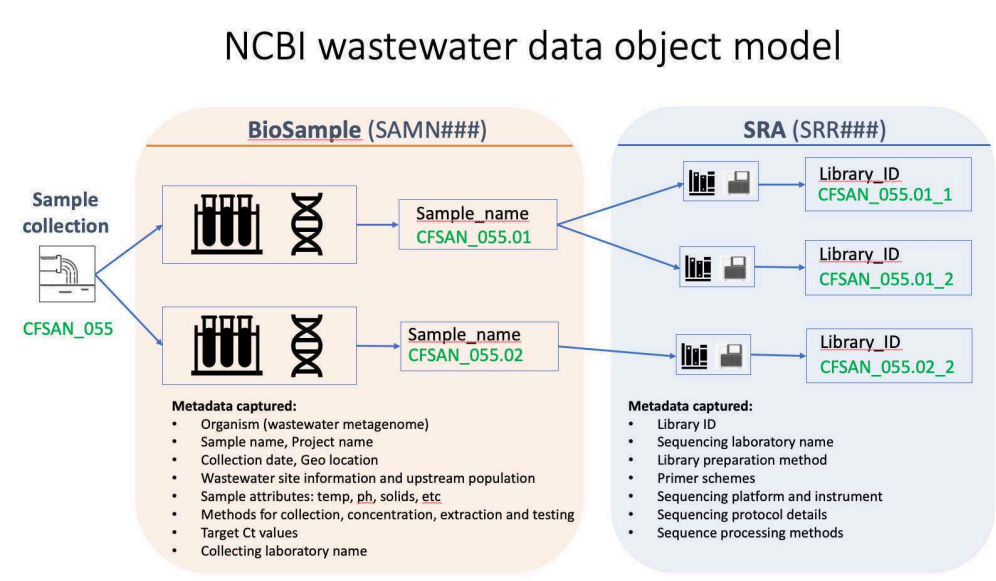 NCBI wastewater data object model
BioSample (SAMN###)
SRA (SRR###)
Sample
collection
CFSAN_055
Sample_name
CFSAN_055.01
Sample_name
CFSAN_055.02
Library_ID
CFSAN_055.01_1
Library_ID
CFSAN_055.01_2
Library_ID
CFSAN_055.02_2
Metadata captured:
• Organism (wastewater metagenome)
• Sample name, Project name
• Collection date, Geo location
• Wastewater site information and upstream population
• Sample attributes: temp, ph, solids, etc
• Methods for collection, concentration, extraction and testing
• Target Ct values
• Collecting laboratory name
Metadata captured:
• Library ID
• Sequencing laboratory name
• Library preparation method
• Primer schemes
• Sequencing platform and instrument
• Sequencing protocol details
• Sequence processing methods